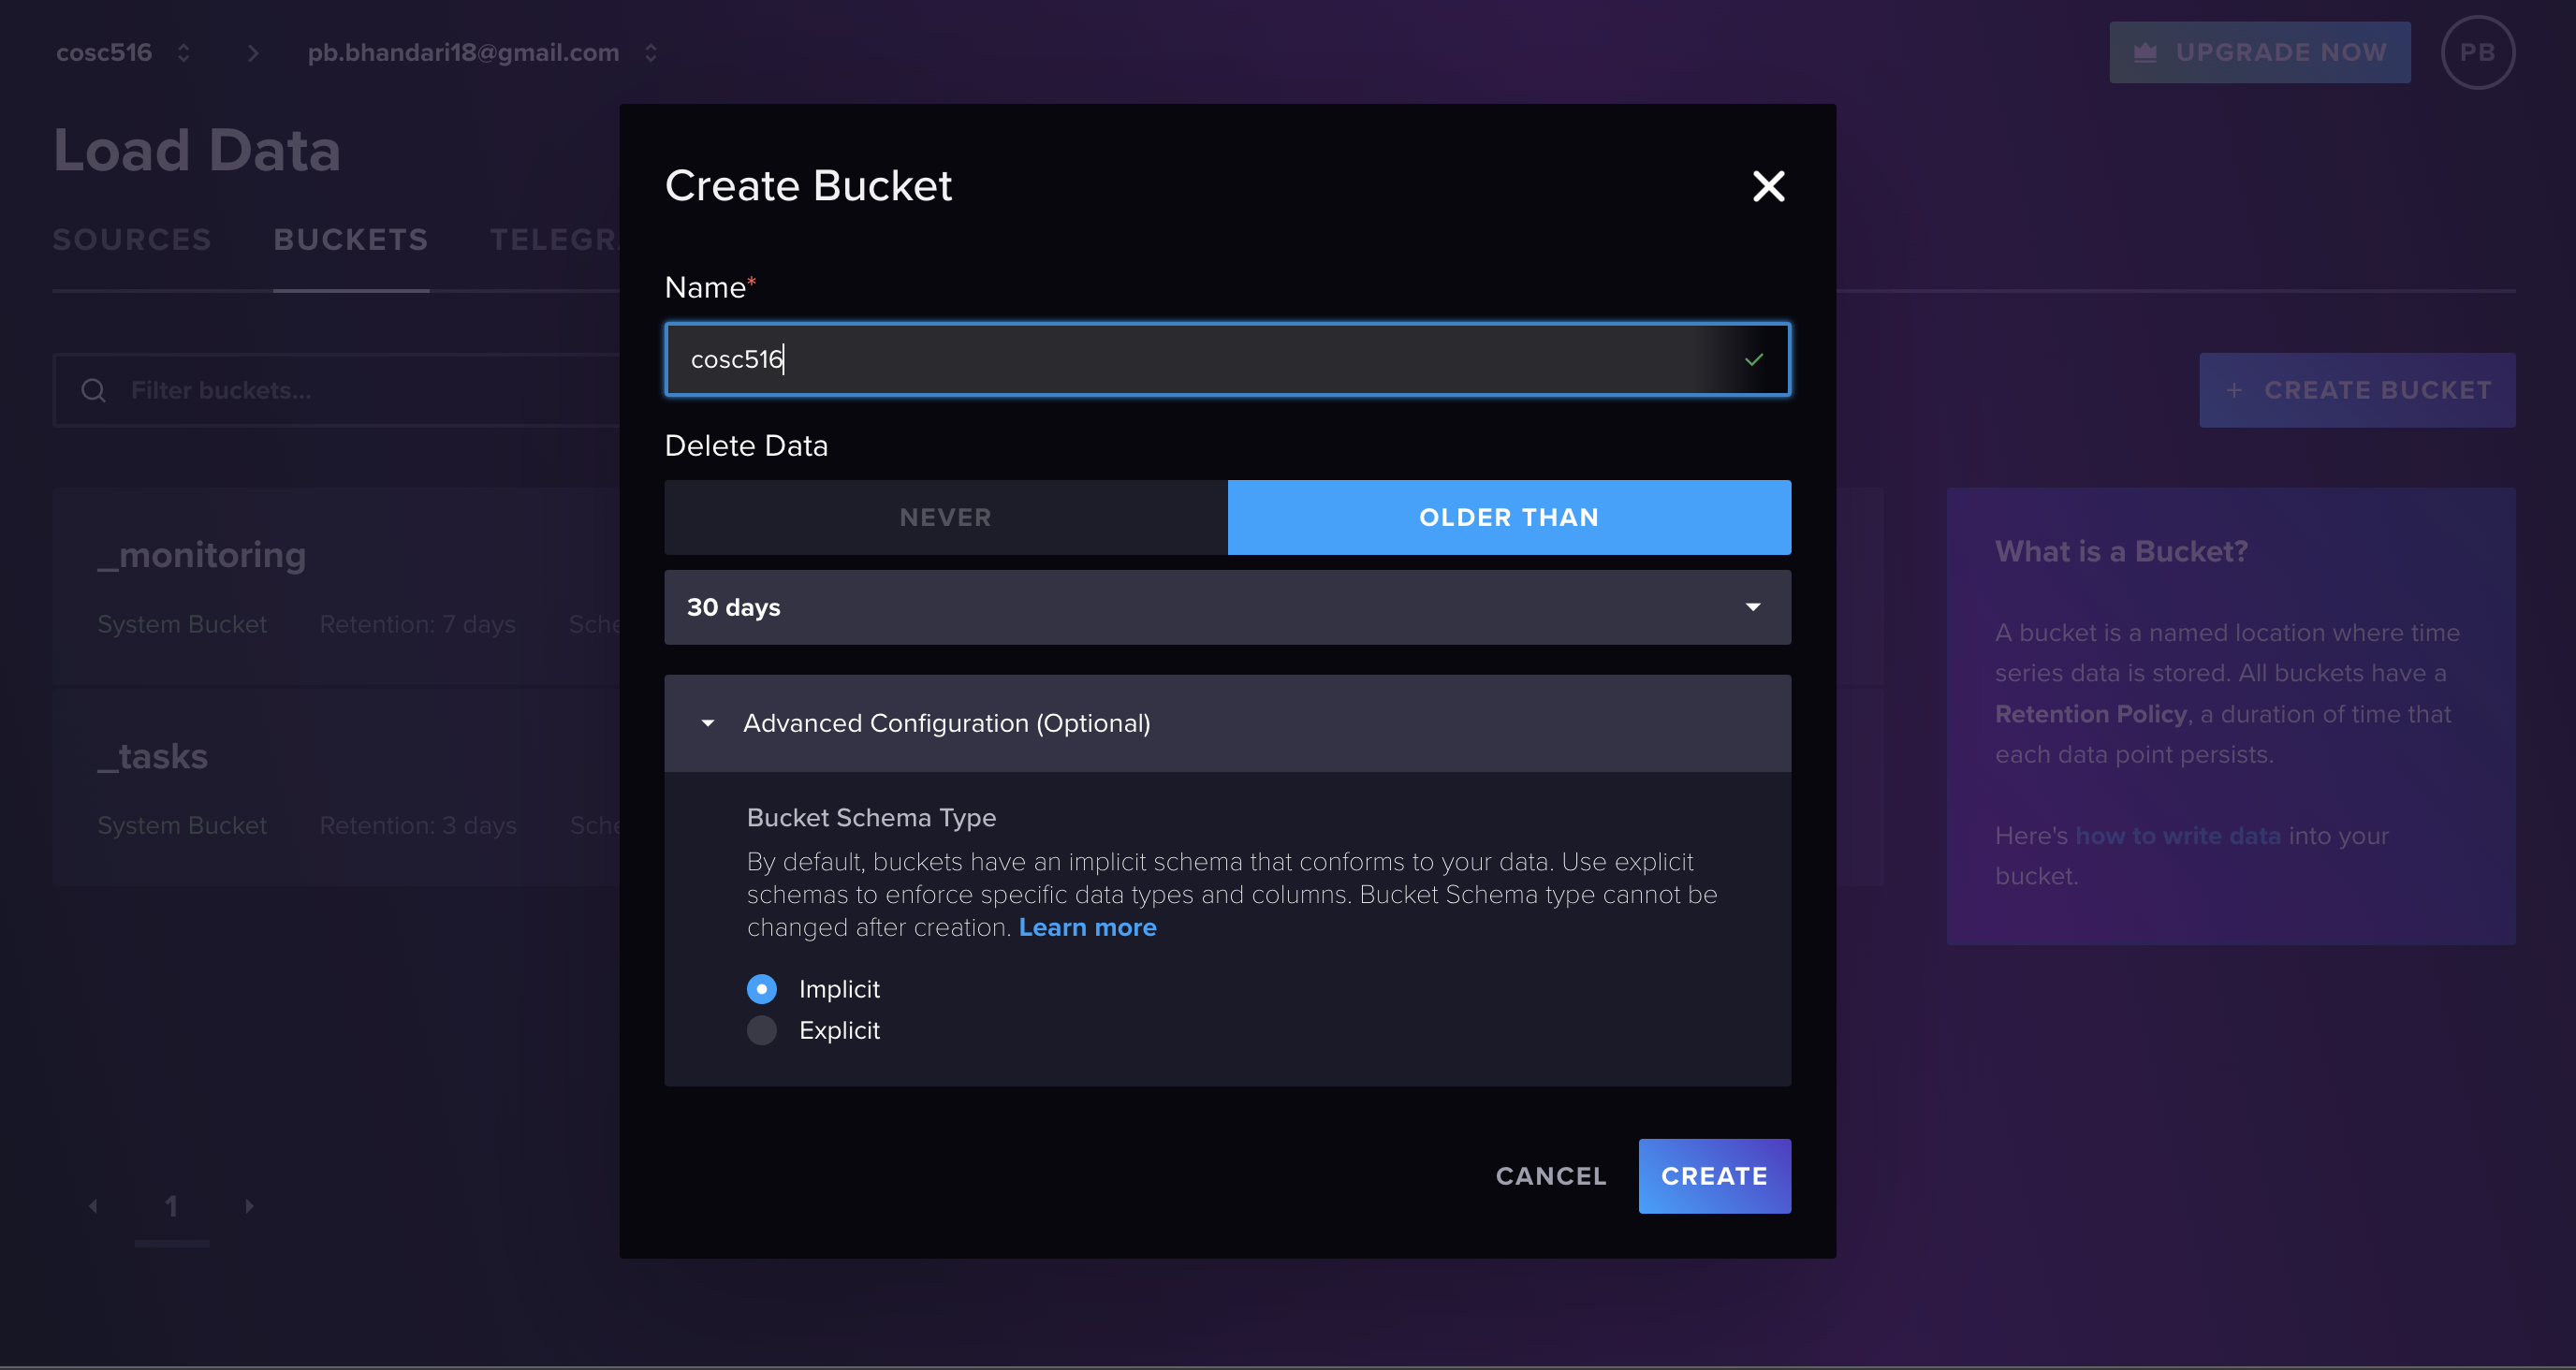 cosc516 pb.bhandari18@gmail.com UPGRADE NOW PB
Load Data
SOURCES BUCKETS TELEGRA
Filter buckets...
+ CREATE BUCKET
_monitoring
System Bucket Retention: 7 days Sche
_tasks
System Bucket Retention: 3 days Sche
1
Create Bucket
Name*
cosc516
Delete Data
NEVER OLDER THAN
30 days
Advanced Configuration (Optional)
Bucket Schema Type
By default, buckets have an implicit schema that conforms to your data. Use explicit
schemas to enforce specific data types and columns. Bucket Schema type cannot be
changed after creation. Learn more
Implicit
Explicit
CANCEL CREATE
What is a Bucket?
A bucket is a named location where time
series data is stored. All buckets have a
Retention Policy, a duration of time that
each data point persists.
Here's how to write data into your
bucket.